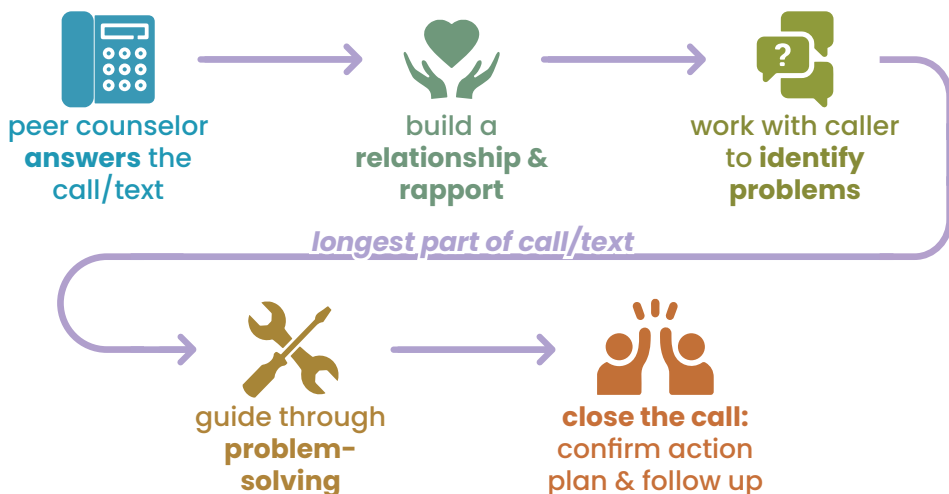 ?
peer counselor
answers the
call/text
build a
relationship &
rapport
work with caller
to identify
problems
longest part of call/text
guide through
problem-
solving
close the call:
confirm action
plan & follow up